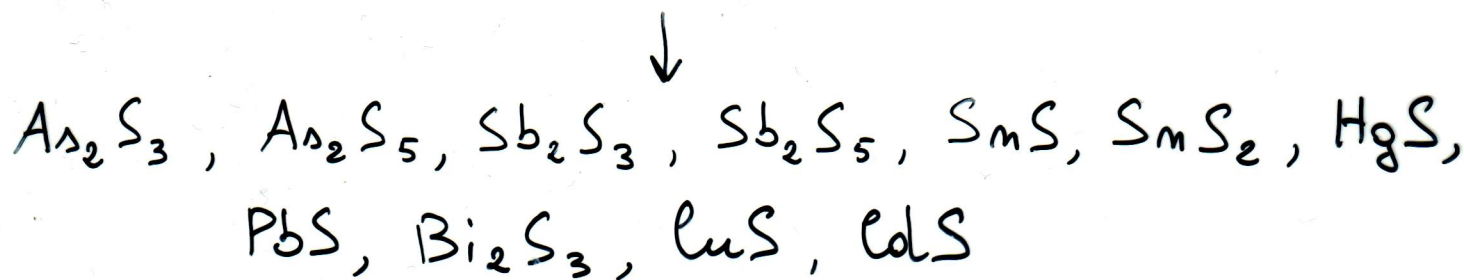 ↓
As₂S₃, As₂S₅, Sb₂S₃, Sb₂S₅, SnS, SnS₂, HgS,
PbS, Bi₂S₃, CuS, CdS